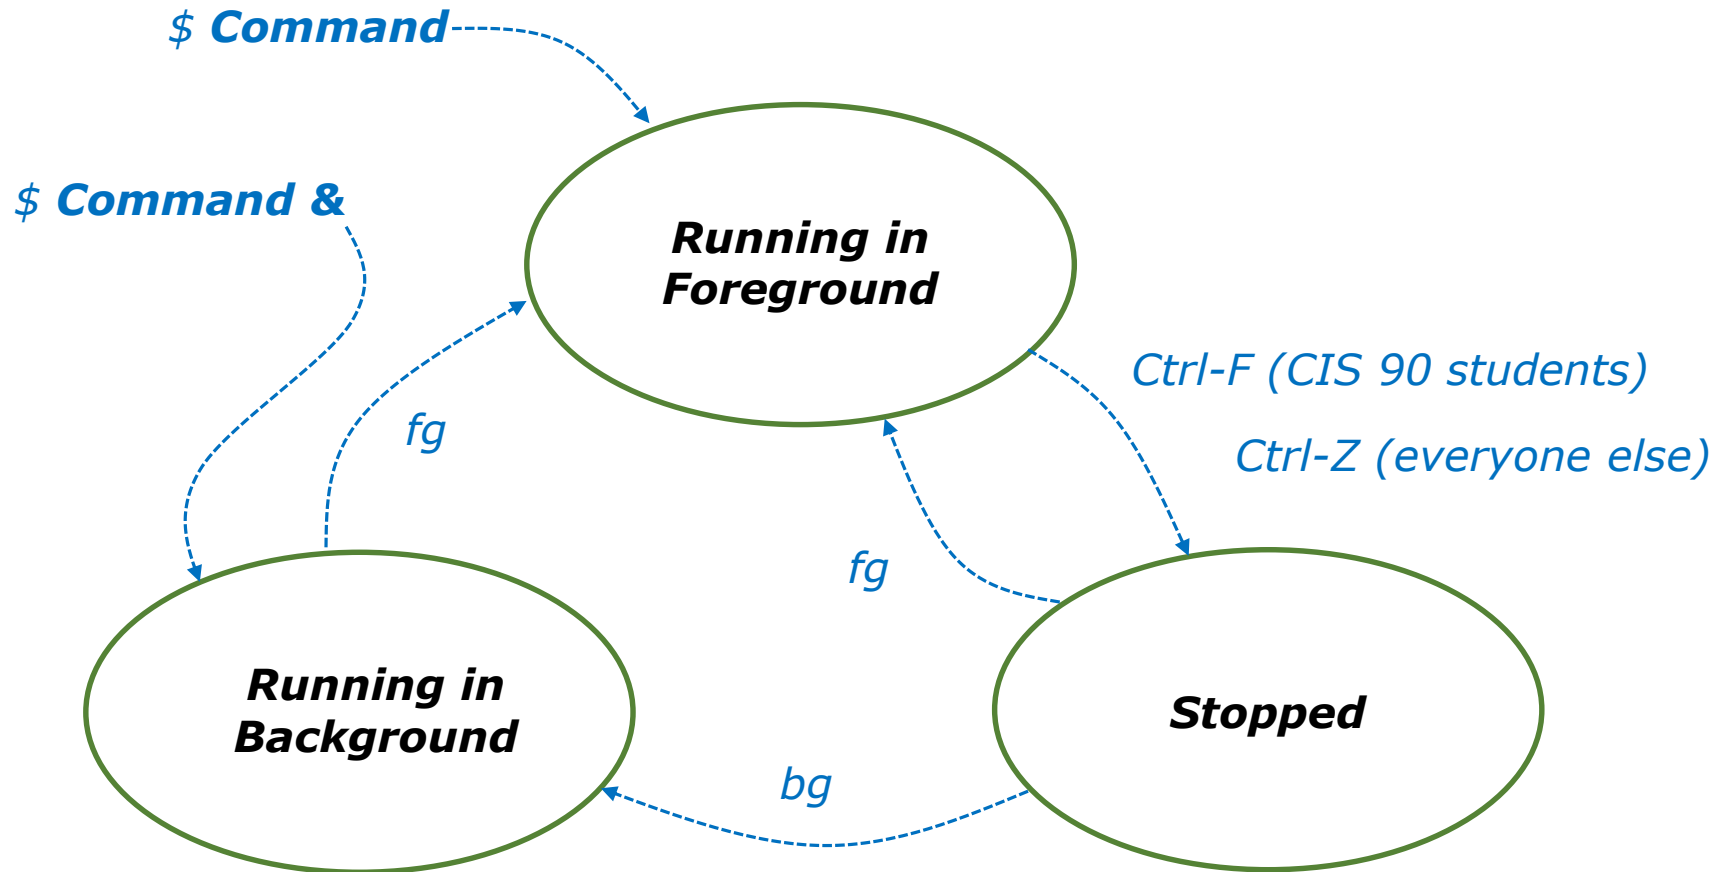 $ Command
$ Command &
Running in
Foreground
Ctrl-F (CIS 90 students)
fg
Ctrl-Z (everyone else)
fg
Running in
Background
Stopped
bg